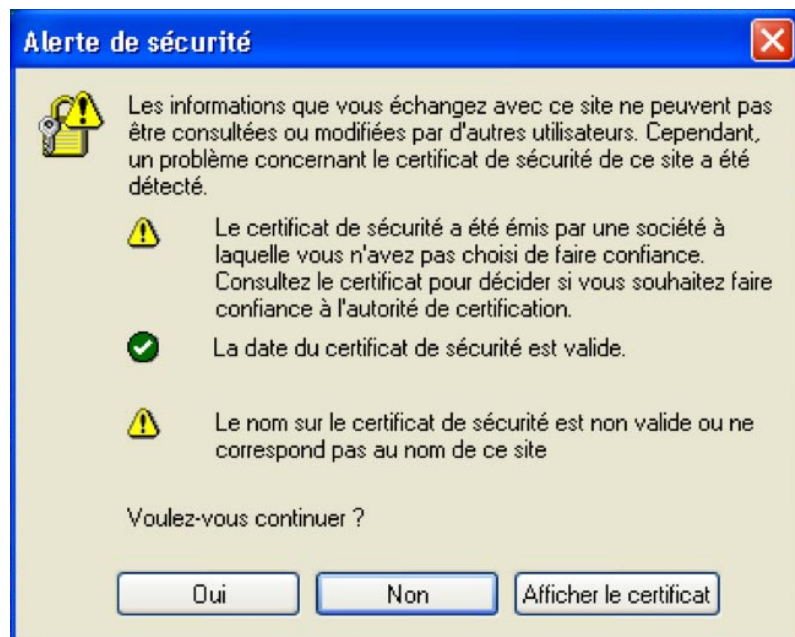 Alerte de sécurité
Les informations que vous échangez avec ce site ne peuvent pas
être consultées ou modifiées par d'autres utilisateurs. Cependant,
un problème concernant le certificat de sécurité de ce site a été
détecté.
Le certificat de sécurité a été émis par une société à
laquelle vous n'avez pas choisi de faire confiance.
Consultez le certificat pour décider si vous souhaitez faire
confiance à l'autorité de certification.
La date du certificat de sécurité est valide.
Le nom sur le certificat de sécurité est non valide ou ne
correspond pas au nom de ce site
Voulez-vous continuer ?
Oui Non Afficher le certificat